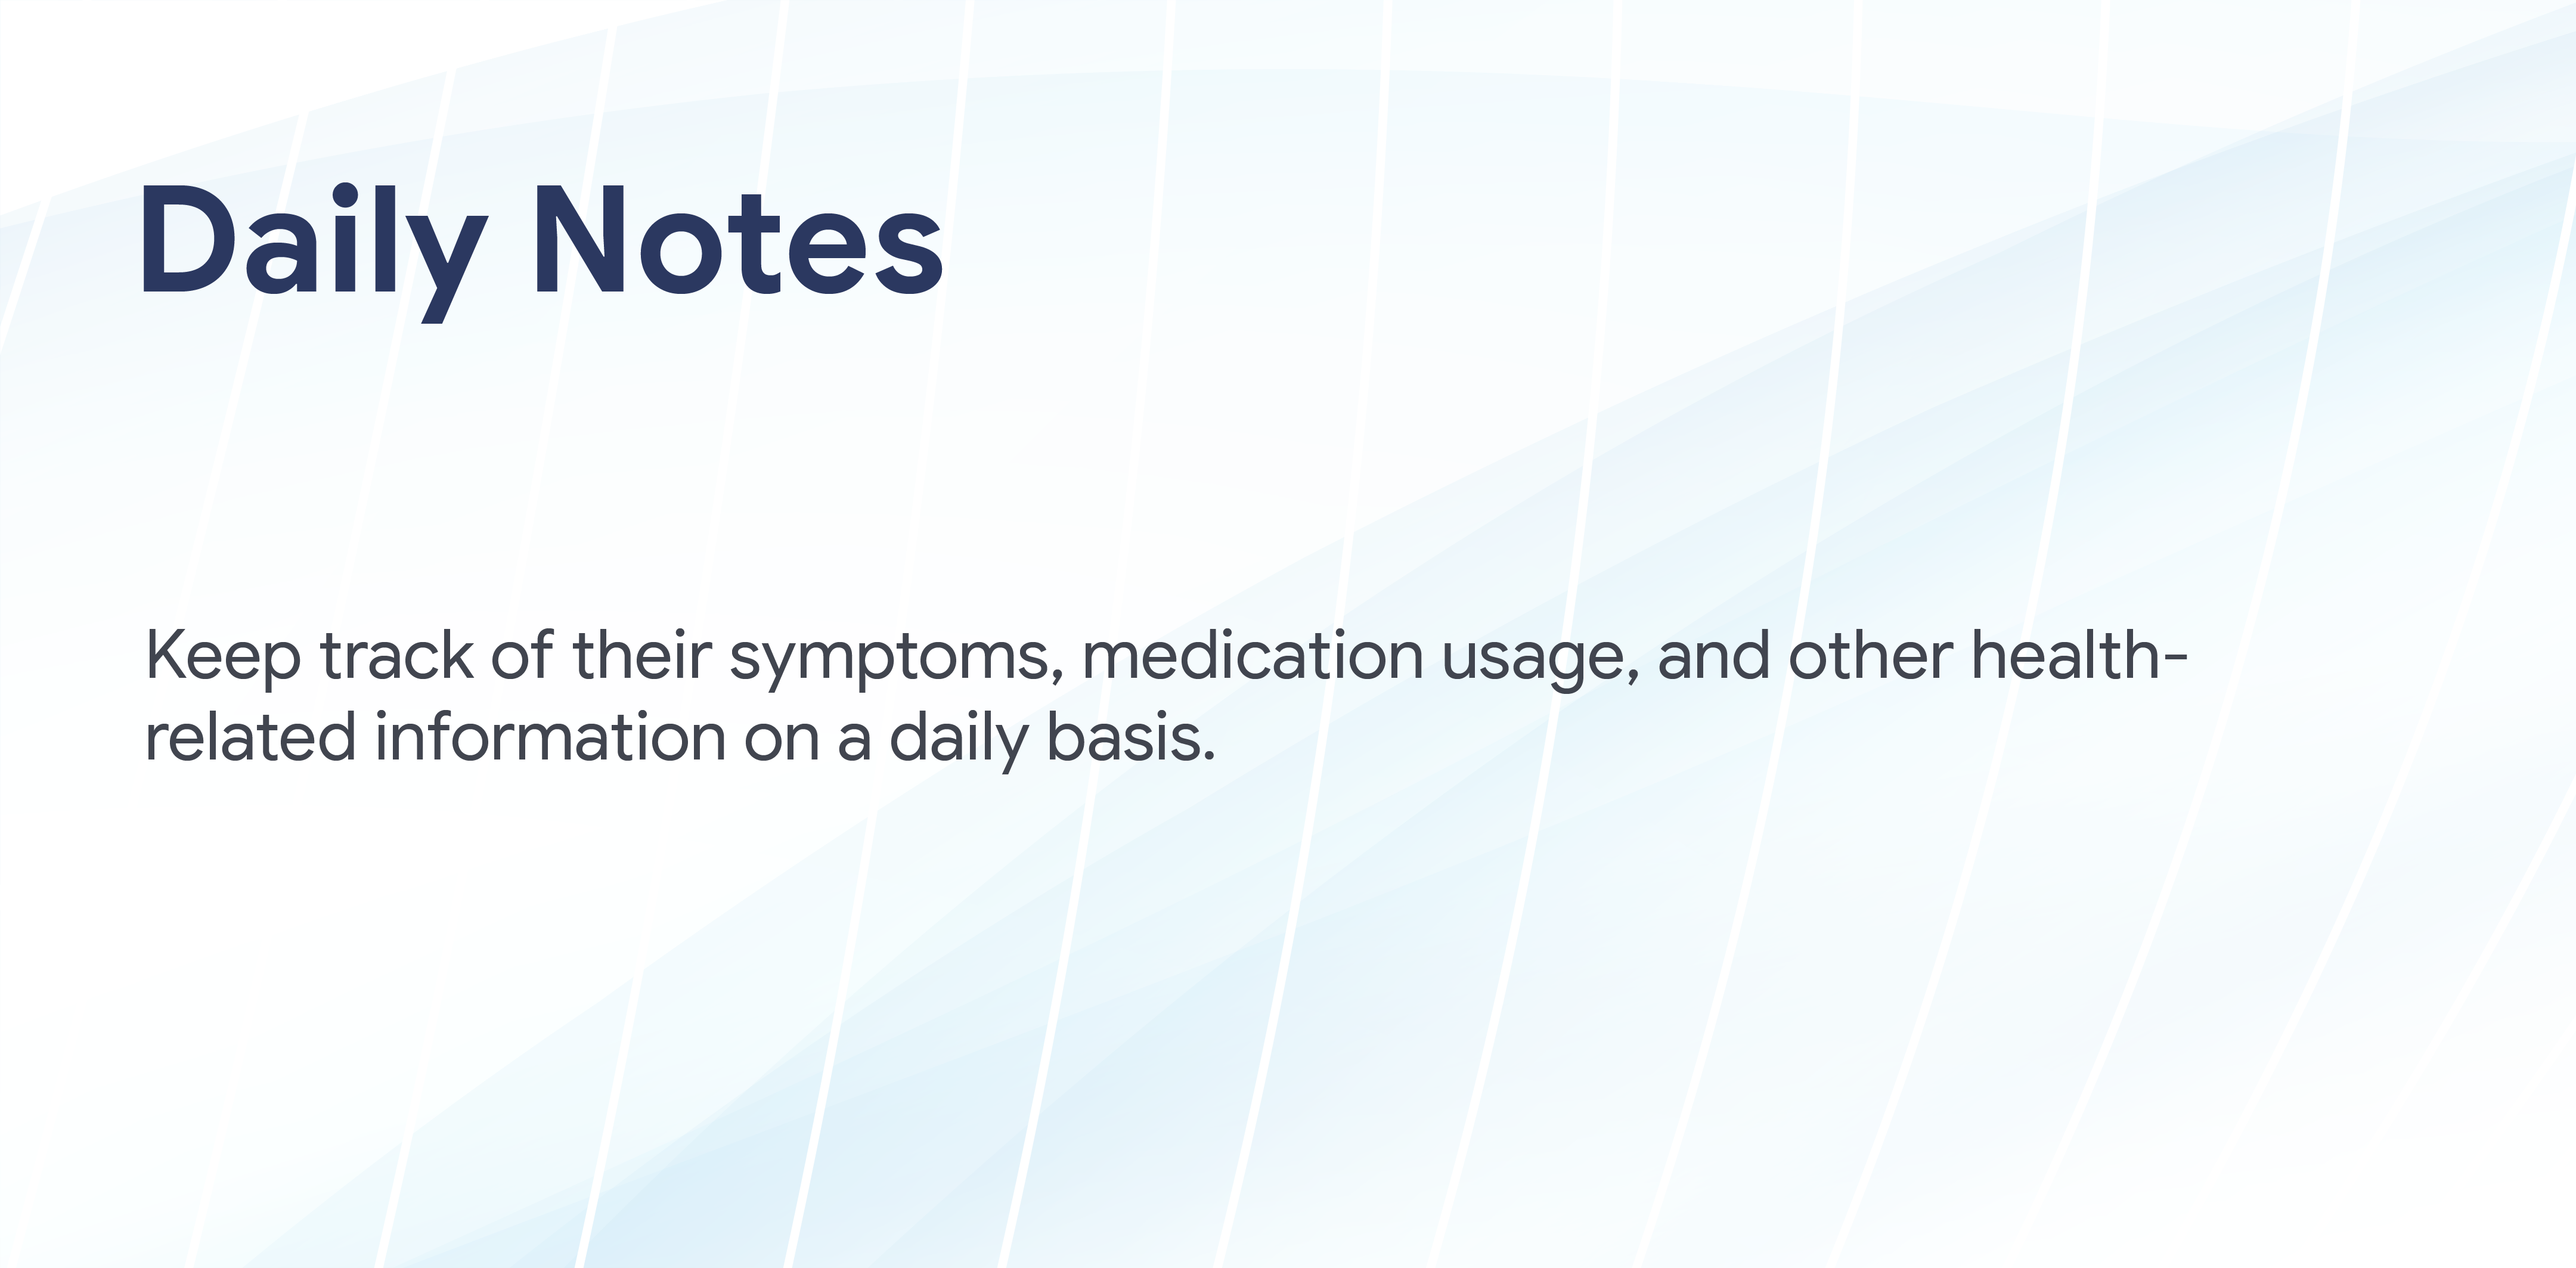 Daily Notes
Keep track of their symptoms, medication usage, and other health-
related information on a daily basis.